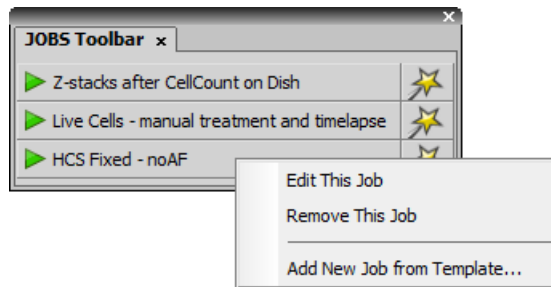 JOBS Toolbar
Z-stacks after CellCount on Dish
Live Cells - manual treatment and timelapse
HCS Fixed - noAF
Edit This Job
Remove This Job
Add New Job from Template...